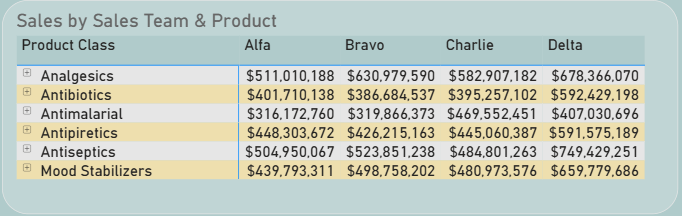 Sales by Sales Team & Product
Product Class Alfa Bravo Charlie Delta
Analgesics $511,010,188 $630,979,590 $582,907,182 $678,366,070
Antibiotics $401,710,138 $386,684,537 $395,257,102 $592,429,198
Antimalarial $316,172,760 $319,866,373 $469,552,451 $407,030,696
Antipiretics $448,303,672 $426,215,163 $445,060,387 $591,575,189
Antiseptics $504,950,067 $523,851,238 $484,801,263 $749,429,251
Mood Stabilizers $439,793,311 $498,758,202 $480,973,576 $659,779,686